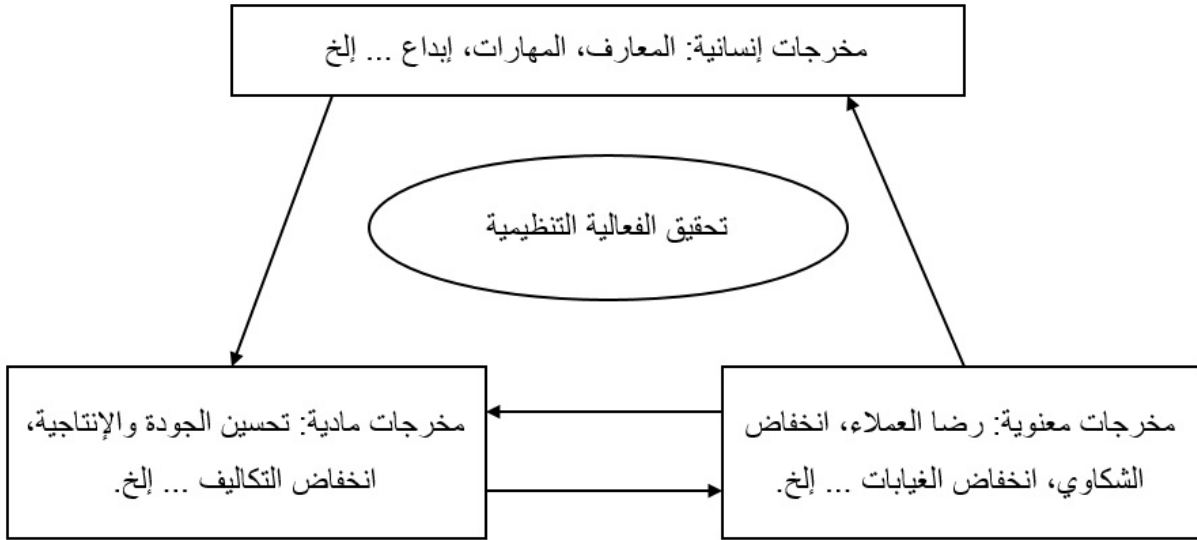 مخرجات إنسانية: المعارف، المهارات، إبداع ... إلخ
تحقيق الفعالية التنظيمية
مخرجات معنوية: رضا العملاء، انخفاض
الشكاوي، انخفاض الغيابات ... إلخ.
مخرجات مادية: تحسين الجودة والإنتاجية،
انخفاض التكاليف ... إلخ.